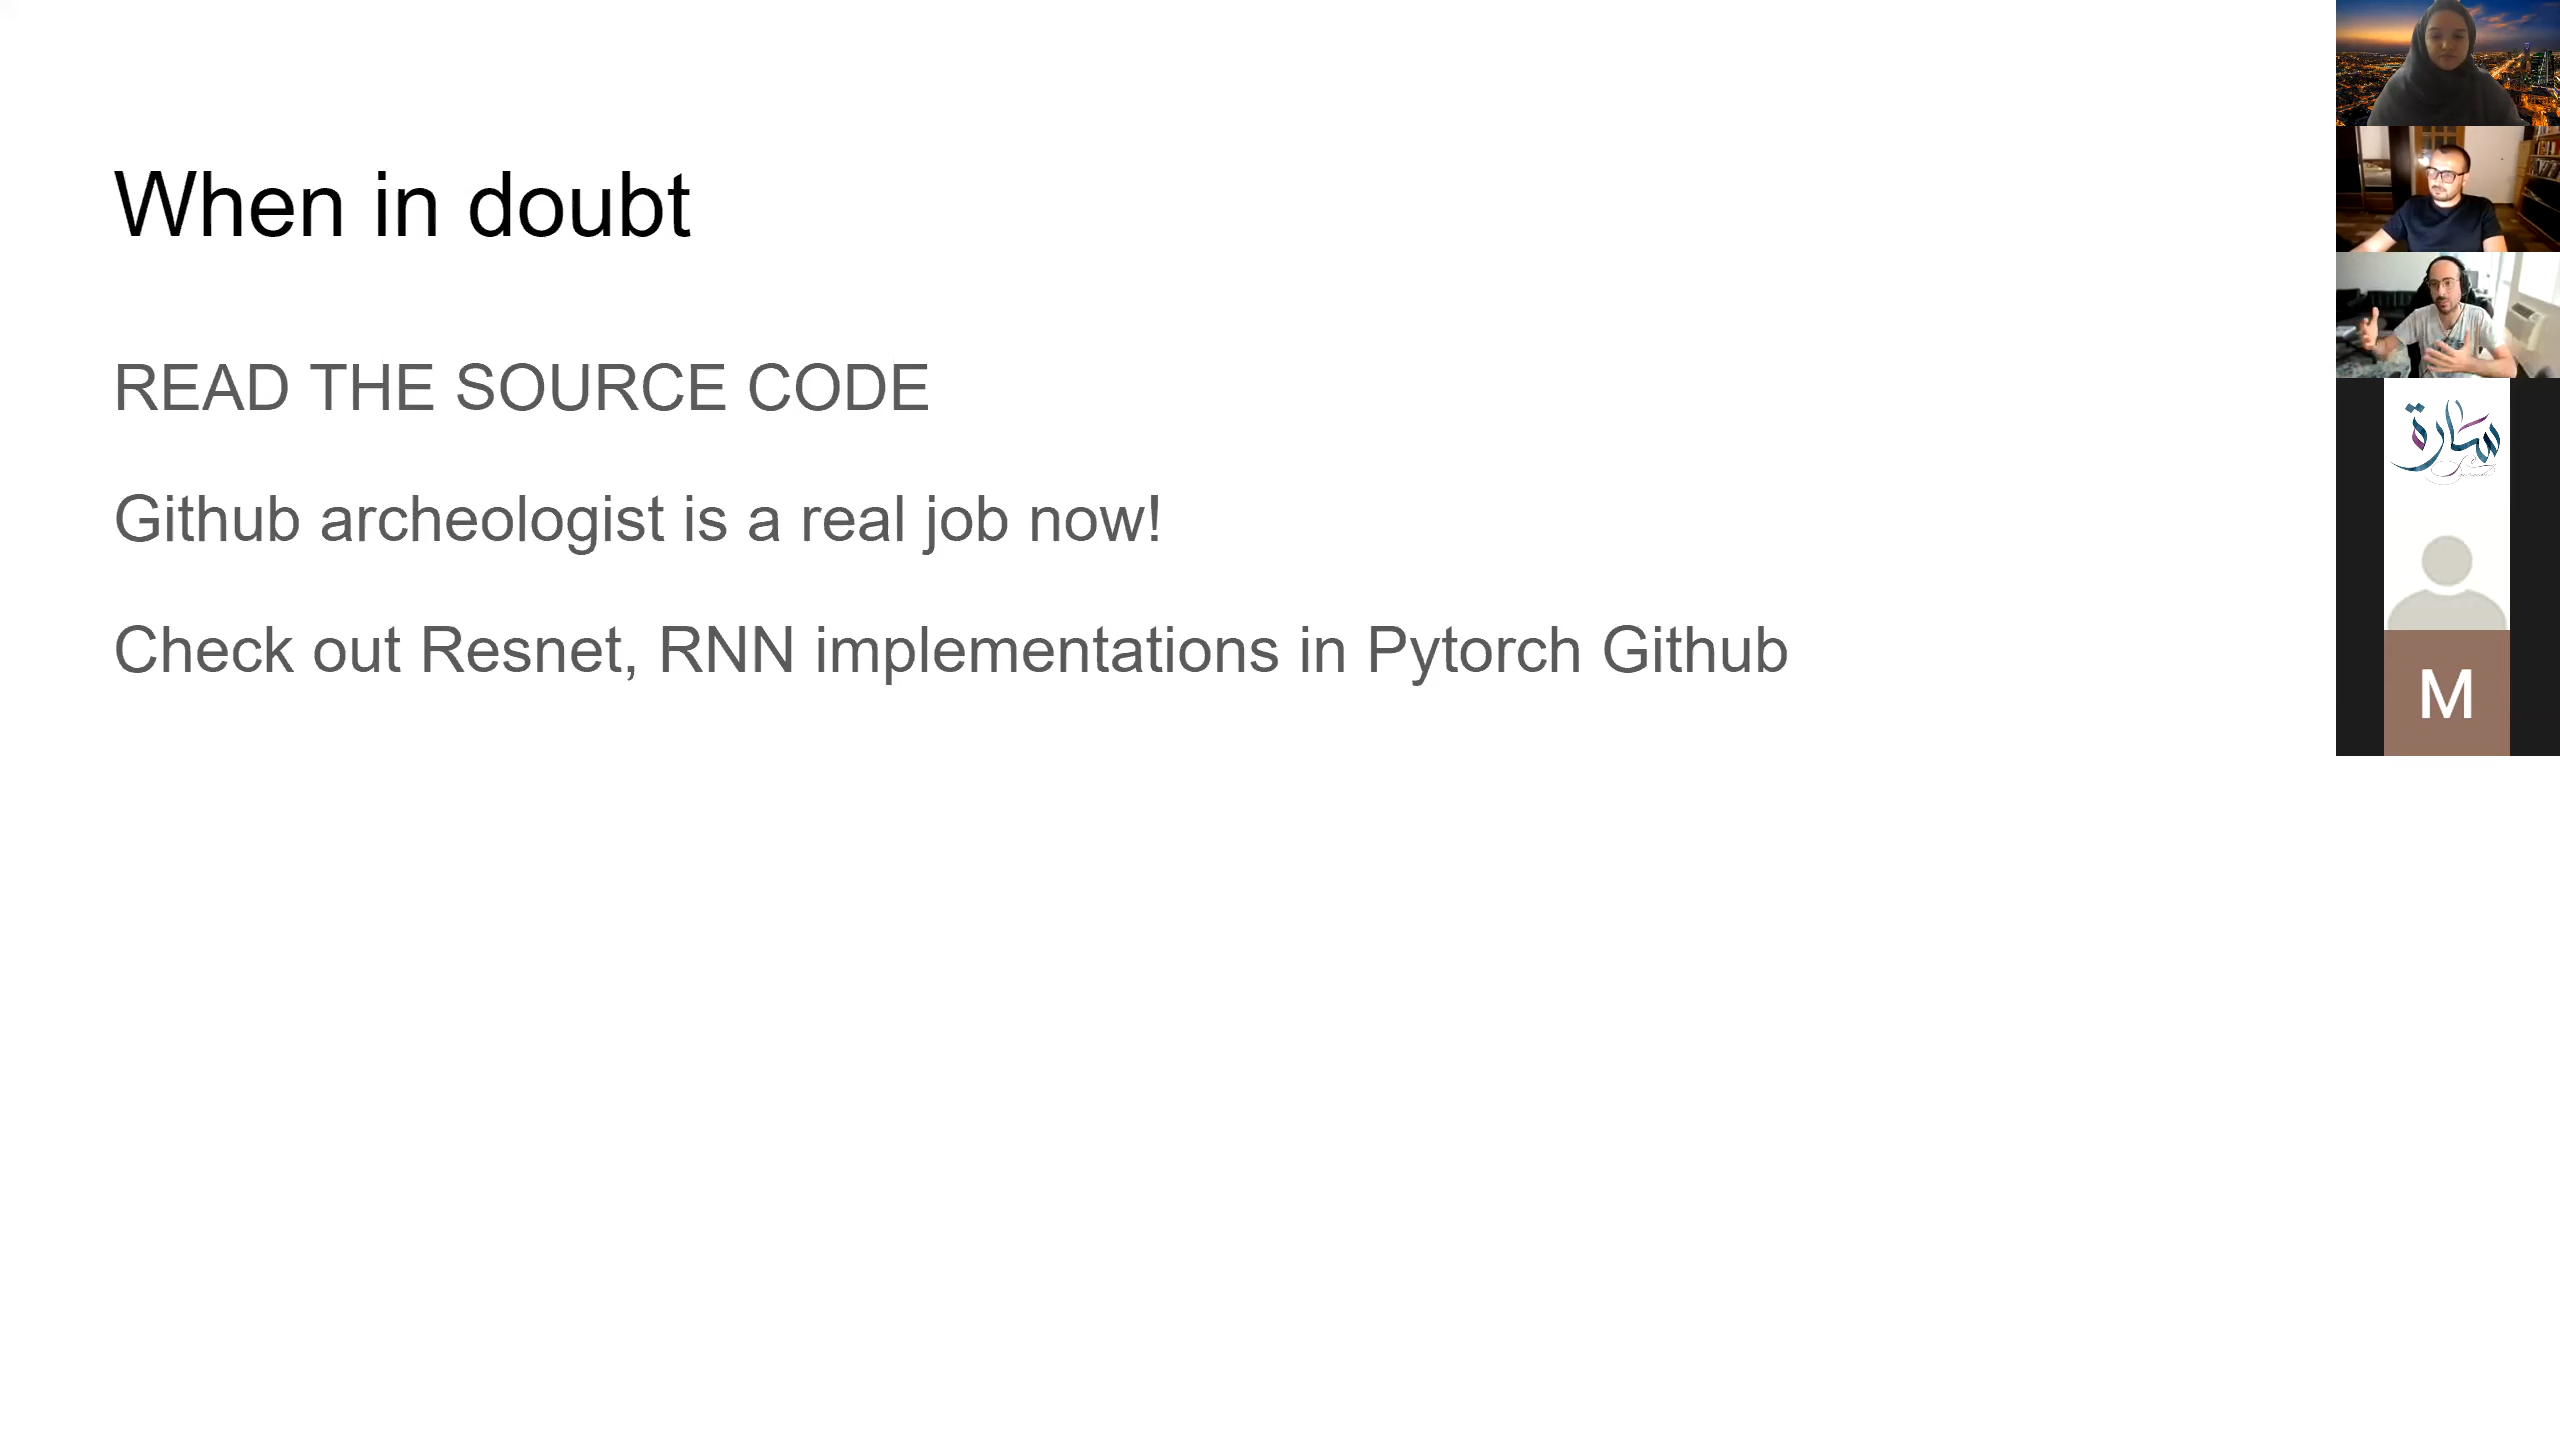 When in doubt
READ THE SOURCE CODE
Github archeologist is a real job now!
Check out Resnet, RNN implementations in Pytorch Github
سارة
M